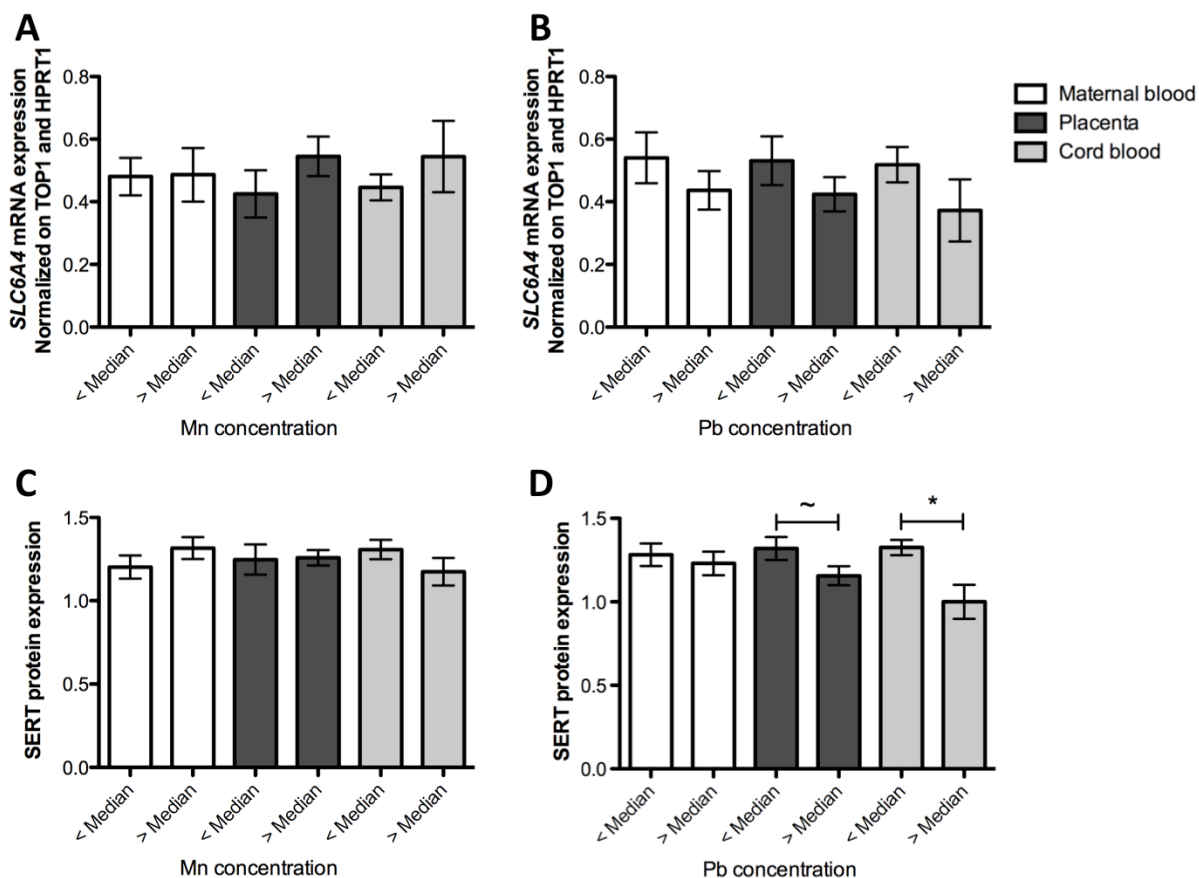 A
SLC6A4 mRNA expression
Normalized on TOP1 and HPRT1
0.8
0.6
0.4
0.2
0.0
< Median
> Median
< Median
> Median
< Median
> Median
Mn concentration
B
SLC6A4 mRNA expression
Normalized on TOP1 and HPRT1
0.8
0.6
0.4
0.2
0.0
< Median
> Median
< Median
> Median
< Median
> Median
Pb concentration
Maternal blood
Placenta
Cord blood
C
SERT protein expression
1.5
1.0
0.5
0.0
< Median
> Median
< Median
> Median
< Median
> Median
Mn concentration
D
SERT protein expression
1.5
1.0
0.5
0.0
~
*
< Median
> Median
< Median
> Median
< Median
> Median
Pb concentration